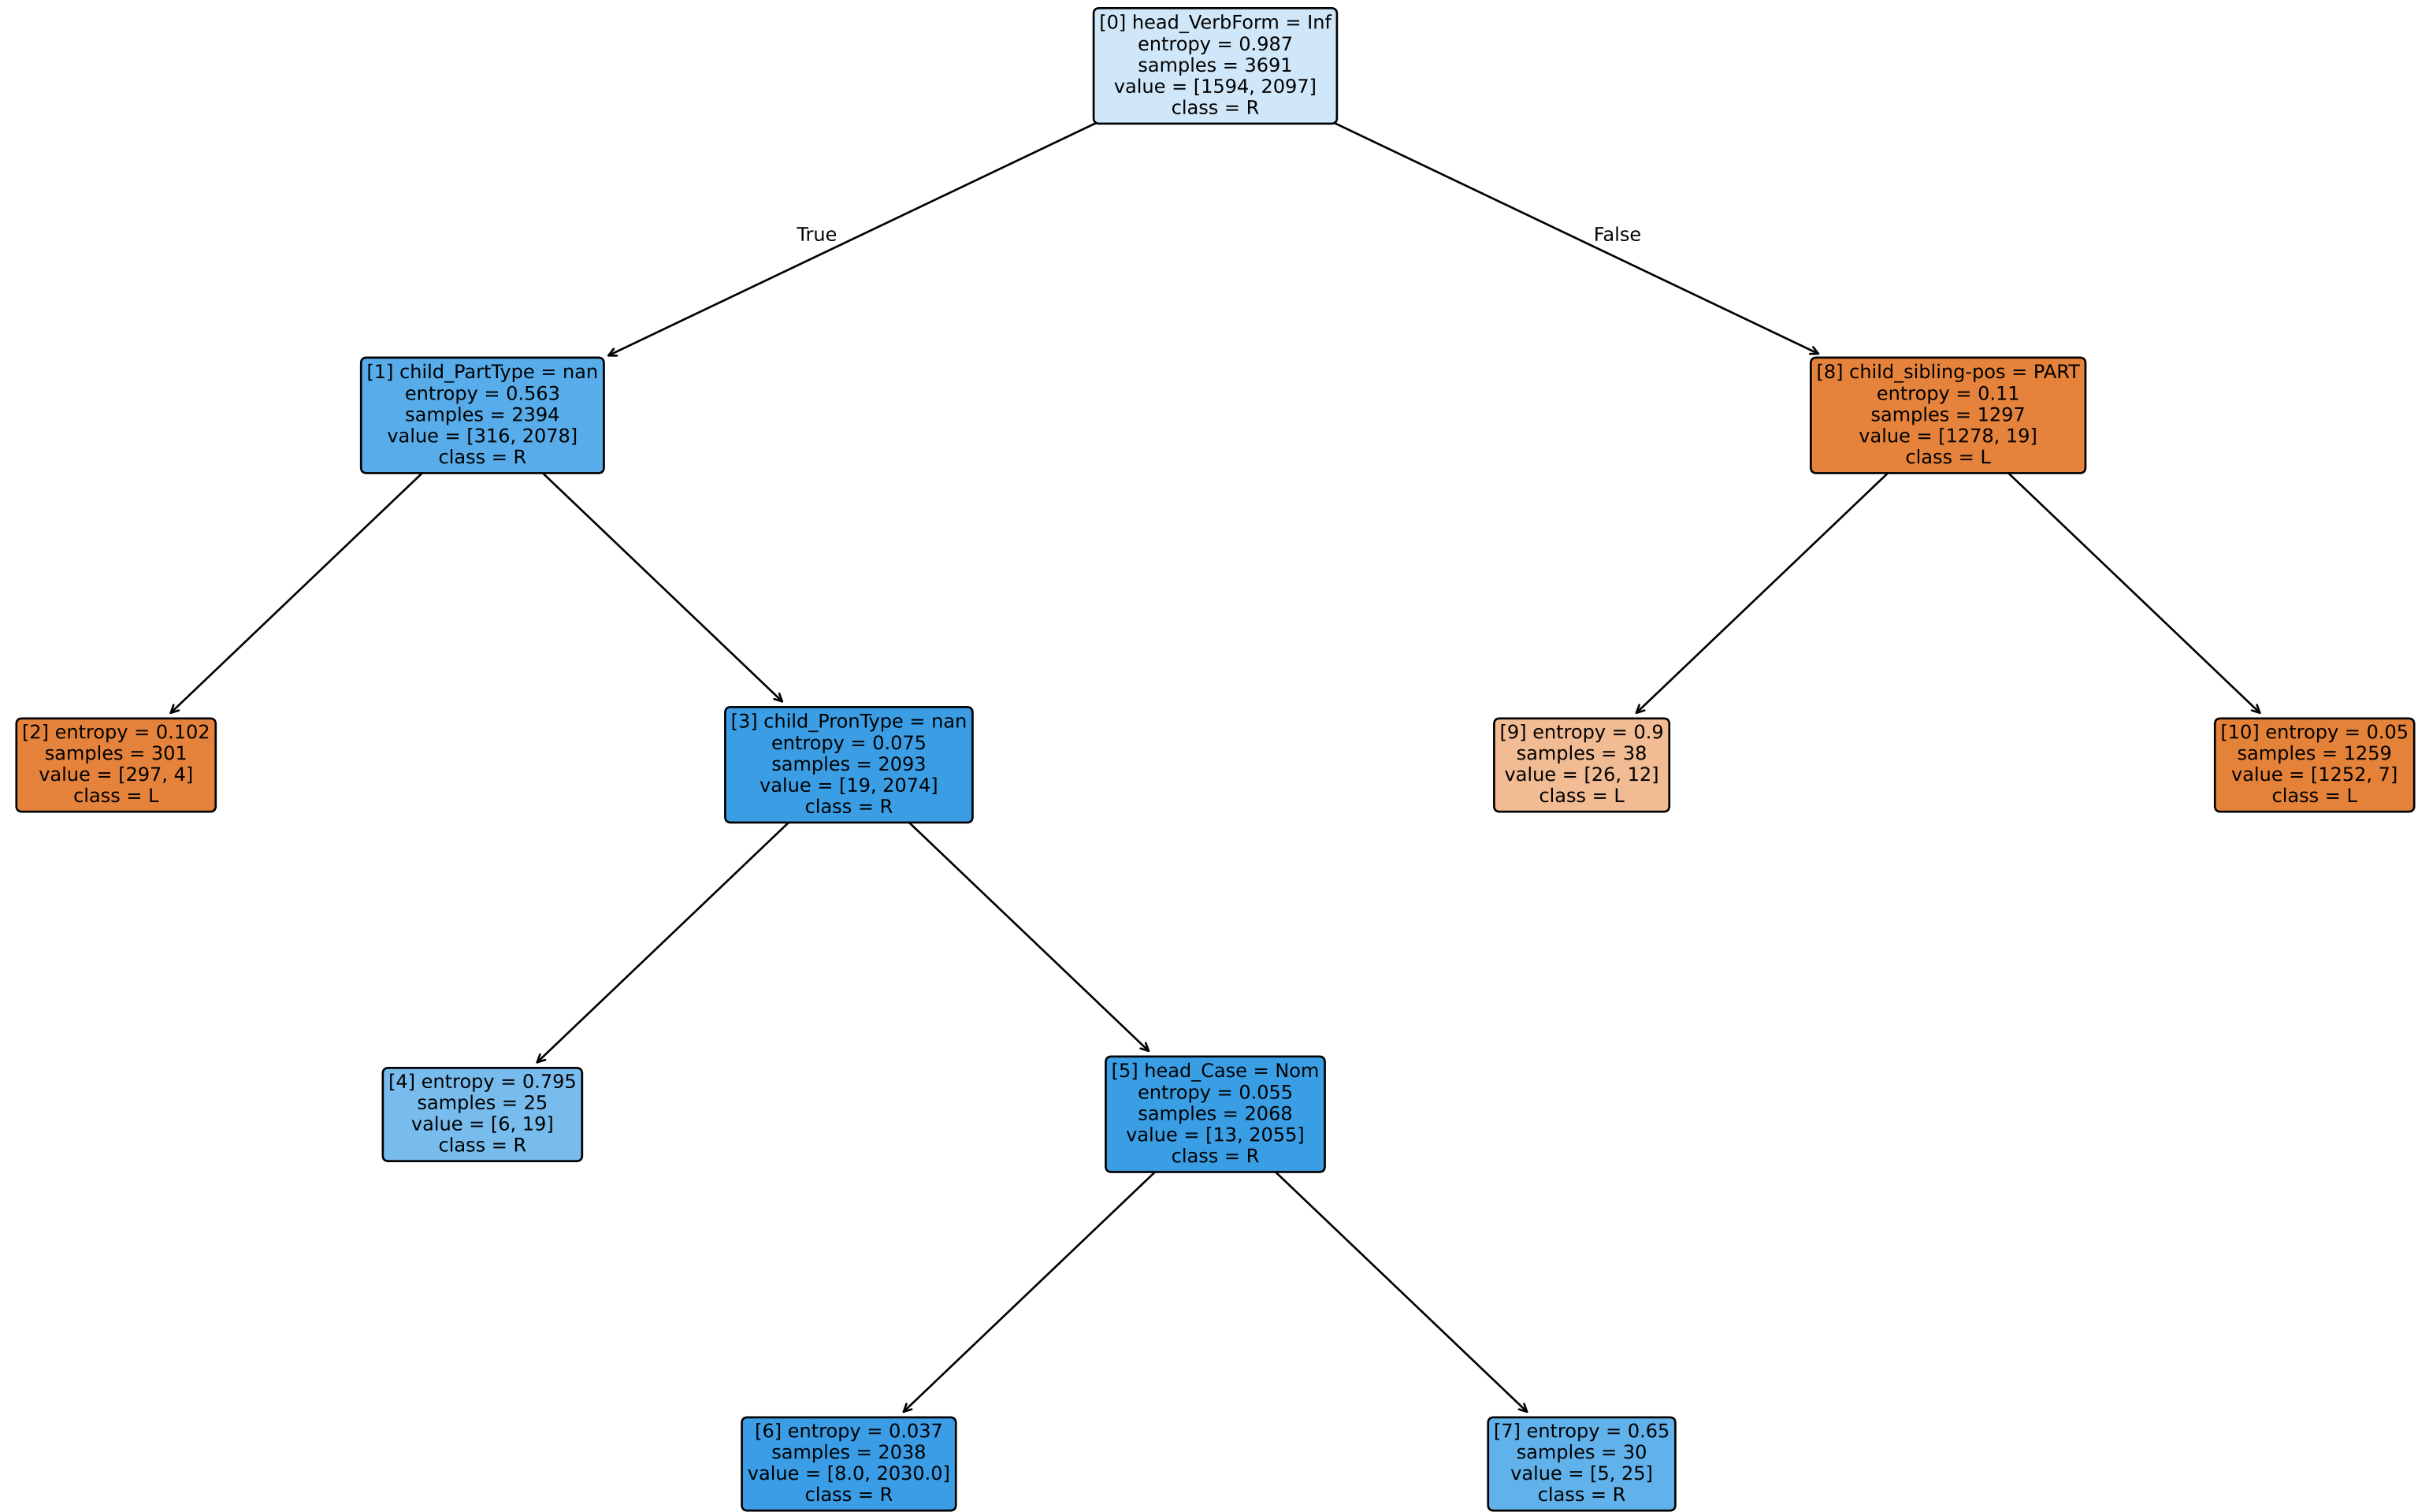 [0] head_VerbForm = Inf
entropy = 0.987
samples = 3691
value = [1594, 2097]
class = R
True
False
[1] child_PartType = nan
entropy = 0.563
samples = 2394
value = [316, 2078]
class = R
[8] child_sibling-pos = PART
entropy = 0.11
samples = 1297
value = [1278, 19]
class = L
[2] entropy = 0.102
samples = 301
value = [297, 4]
class = L
[3] child_PronType = nan
entropy = 0.075
samples = 2093
value = [19, 2074]
class = R
[9] entropy = 0.9
samples = 38
value = [26, 12]
class = L
[10] entropy = 0.05
samples = 1259
value = [1252, 7]
class = L
[4] entropy = 0.795
samples = 25
value = [6, 19]
class = R
[5] head_Case = Nom
entropy = 0.055
samples = 2068
value = [13, 2055]
class = R
[6] entropy = 0.037
samples = 2038
value = [8.0, 2030.0]
class = R
[7] entropy = 0.65
samples = 30
value = [5, 25]
class = R